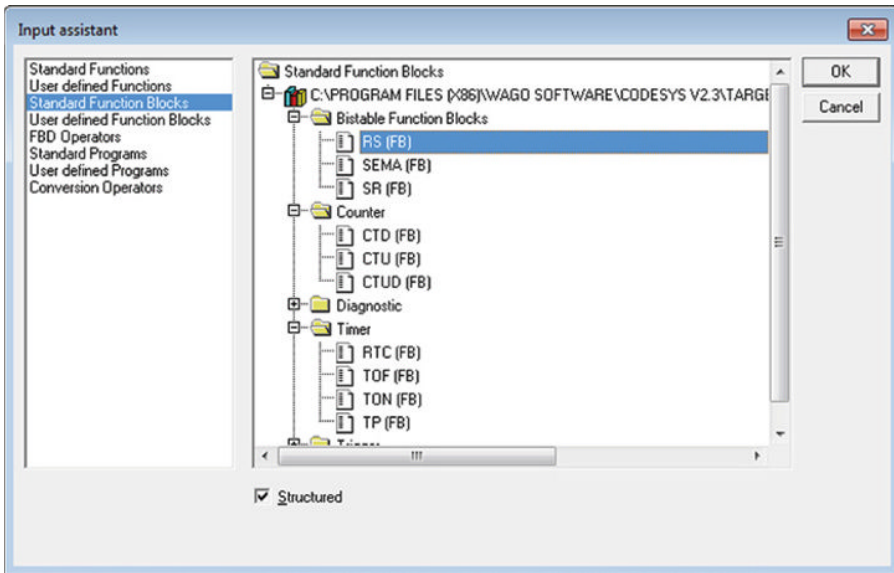 Input assistant
Standard Functions
User defined Functions
Standard Function Blocks
User defined Function Blocks
FBD Operators
Standard Programs
User defined Programs
Conversion Operators
Standard Function Blocks
C:\PROGRAM FILES (X86)\WAGO SOFTWARE\CODESYS V2.3\TARGE
Bistable Function Blocks
RS (FB)
SEMA (FB)
SR (FB)
Counter
CTD (FB)
CTU (FB)
CTUD (FB)
Diagnostic
Timer
RTC (FB)
TOF (FB)
TON (FB)
TP (FB)
Trigger
Structured
OK
Cancel